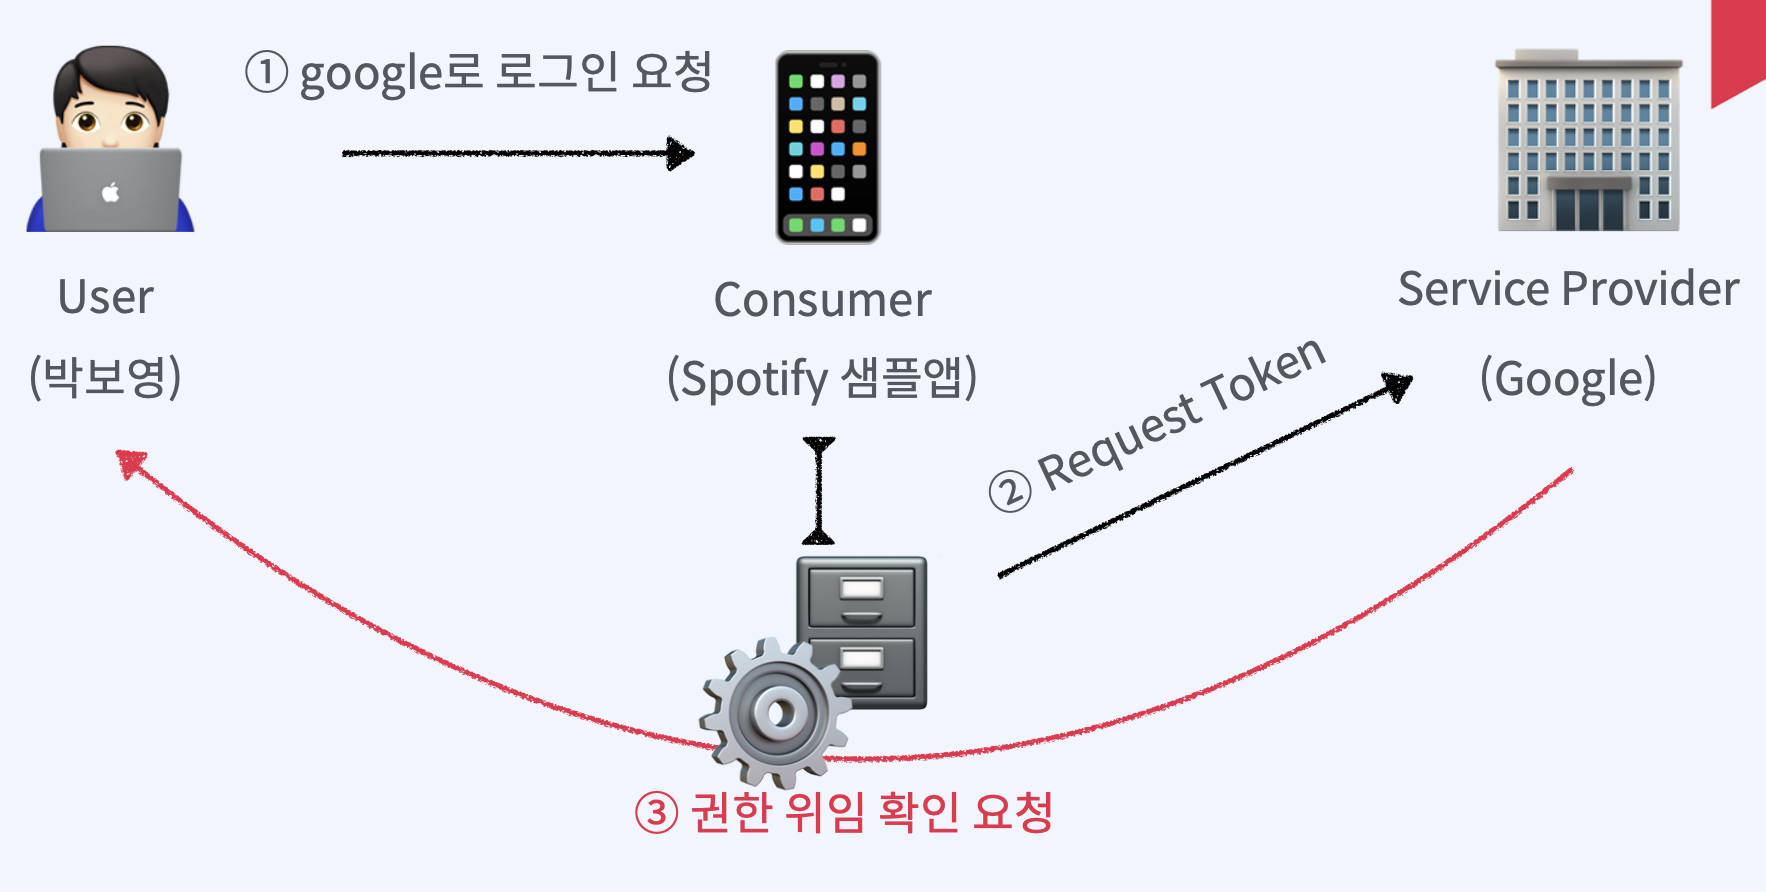 ① google로 로그인 요청
User
(박보영)
Consumer
(Spotify 샘플앱)
Service Provider
(Google)
② Request Token
③ 권한 위임 확인 요청